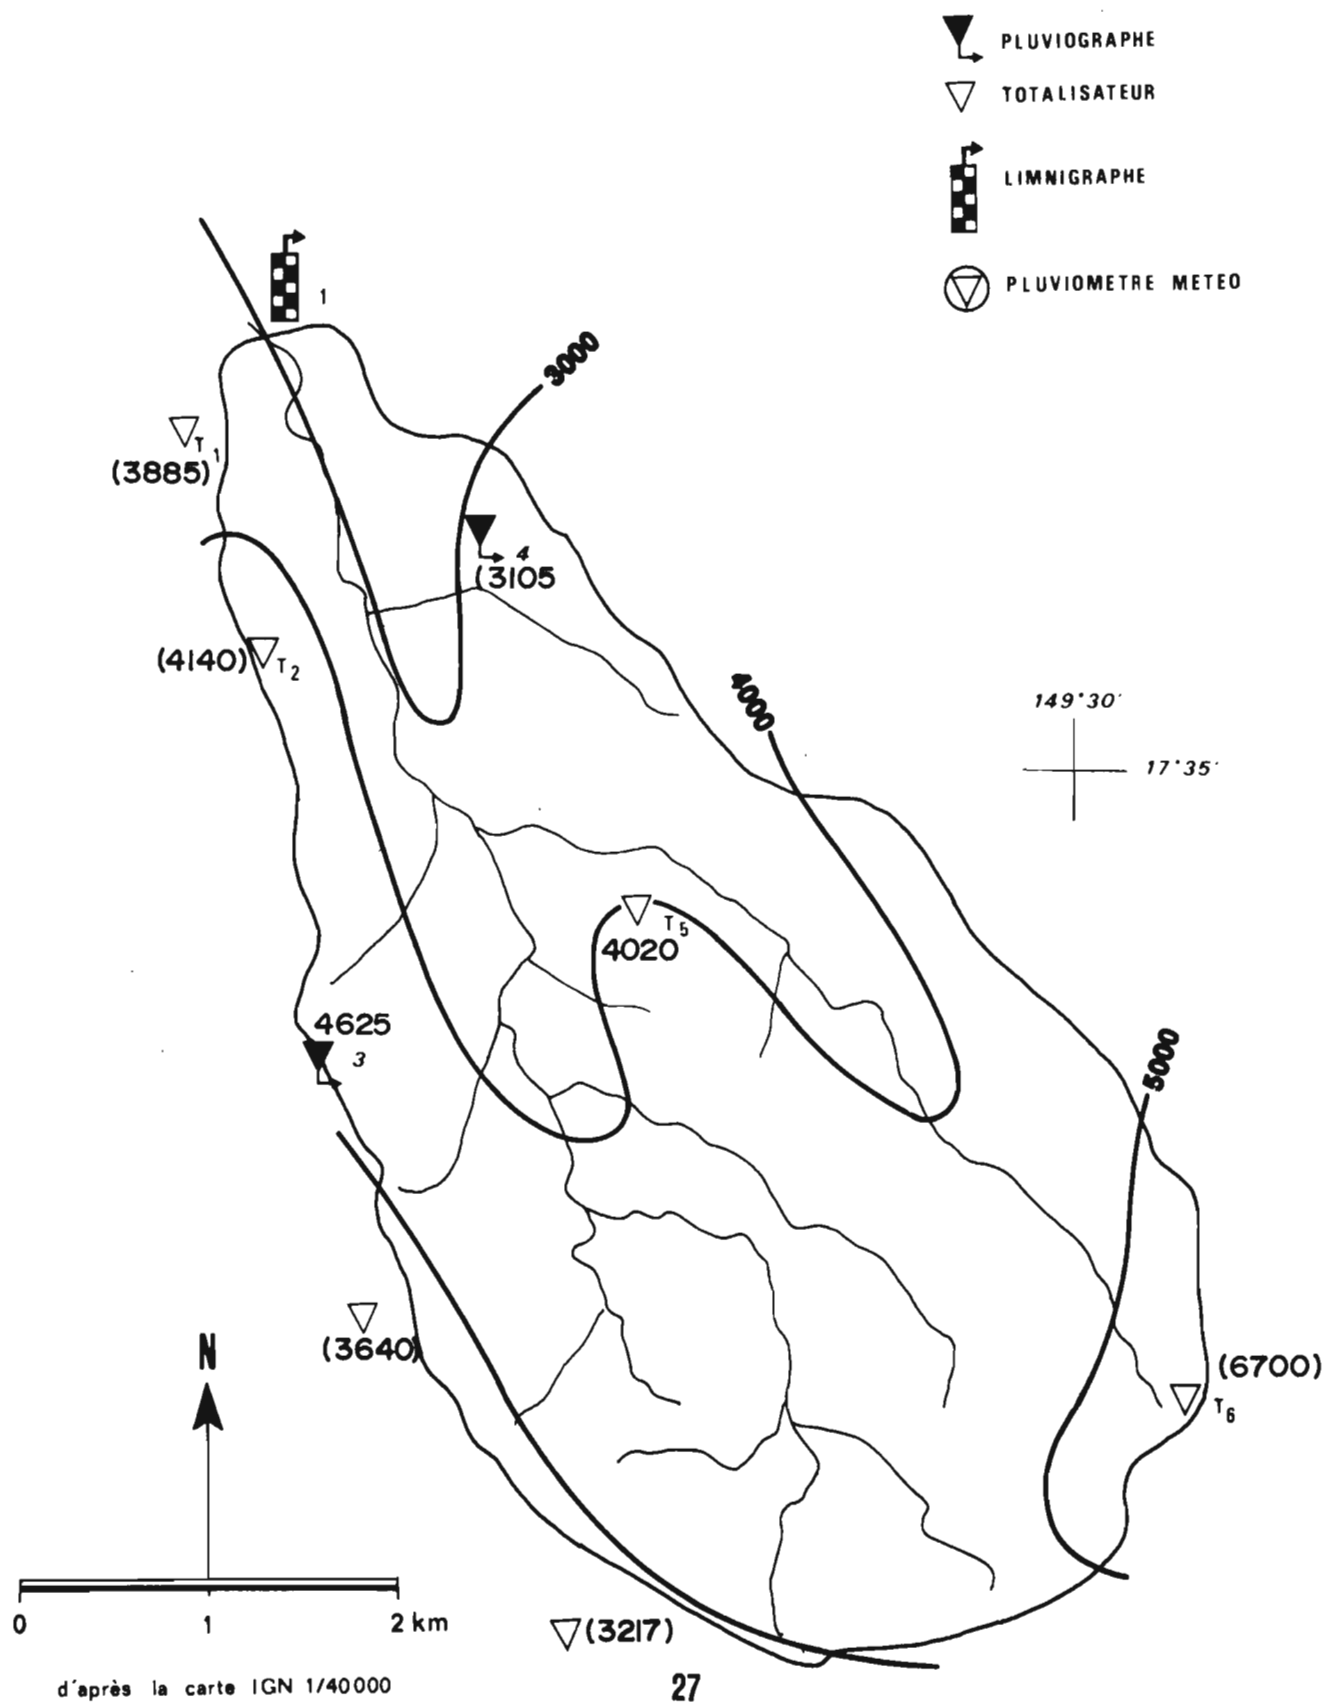 PLUVIOGRAPHE
TOTALISATEUR
LIMNIGRAPHE
PLUVIOMETRE METEO
1
3000
T1
(3885)
4
(3105
(4140)
T2
4000
149°30'
17°35'
T5
4020
4625
3
5000
(3640)
N
(6700)
T6
0 1 2 km
(3217)
d'après la carte IGN 1/40000
27